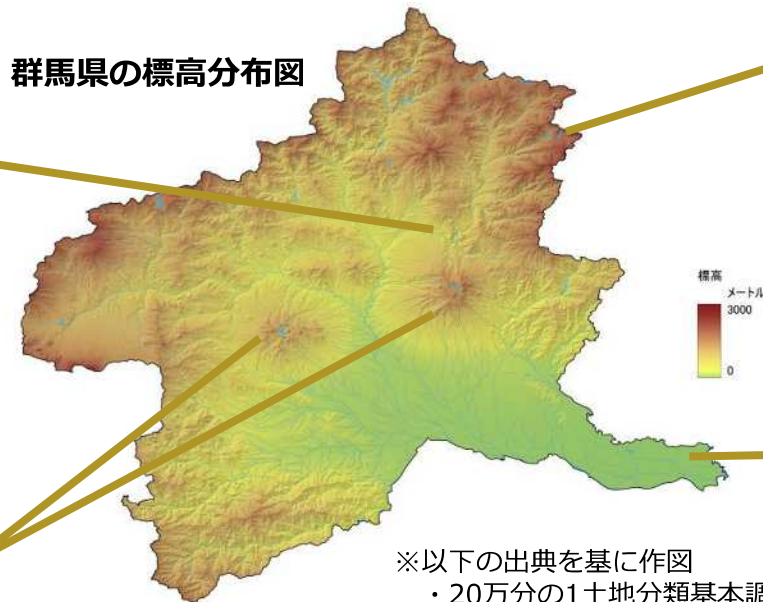 群馬県の標高分布図
標高
メートル
3000
0
※以下の出典を基に作図
・20万分の1土地分類基本調